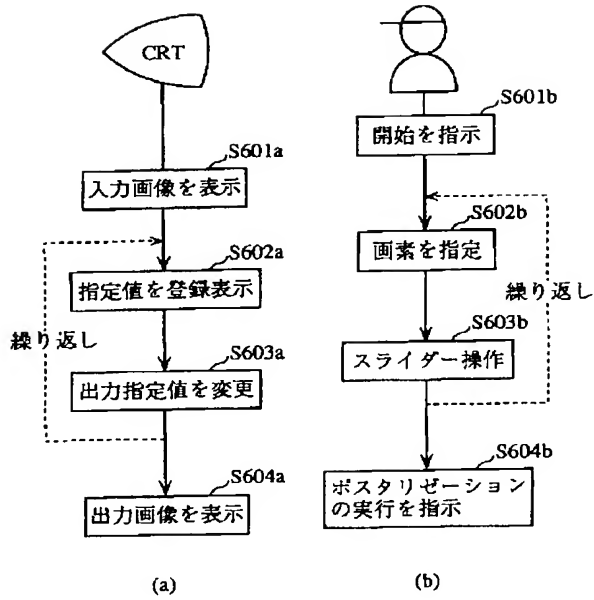 CRT
S601a
入力画像を表示
S602a
指定値を登録表示
繰り返し
S603a
出力指定値を変更
S604a
出力画像を表示
(a)
S601b
開始を指示
S602b
画素を指定
繰り返し
S603b
スライダー操作
S604b
ポスタリゼーション
の実行を指示
(b)